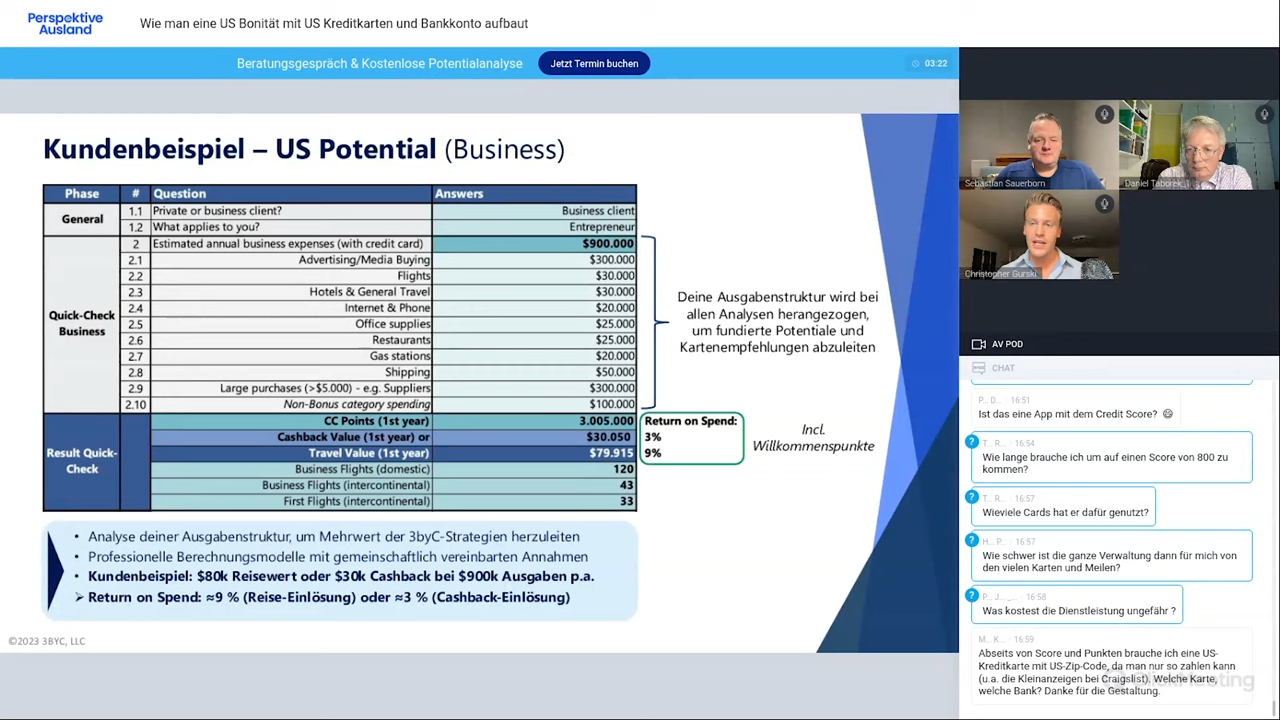 Perspektive
Ausland
Wie man eine US Bonität mit US Kreditkarten und Bankkonto aufbaut
Beratungsgespräch & Kostenlose Potentialanalyse
Jetzt Termin buchen
03:22
Kundenbeispiel – US Potential (Business)
Phase # Question Answers
General
1.1 Private or business client? Business client
1.2 What applies to you? Entrepreneur
Quick-Check
Business
2 Estimated annual business expenses (with credit card) $900.000
2.1 Advertising/Media Buying $300.000
2.2 Flights $30.000
2.3 Hotels & General Travel $30.000
2.4 Internet & Phone $20.000
2.5 Office supplies $25.000
2.6 Restaurants $25.000
2.7 Gas stations $20.000
2.8 Shipping $50.000
2.9 Large purchases (>$5.000) - e.g. Suppliers $300.000
2.10 Non-Bonus category spending $100.000
Result Quick-
Check
CC Points (1st year) 3.005.000
Cashback Value (1st year) or $30.050
Travel Value (1st year) $79.915
Business Flights (domestic) 120
Business Flights (intercontinental) 43
First Flights (intercontinental) 33
Deine Ausgabenstruktur wird bei
allen Analysen herangezogen,
um fundierte Potentiale und
Kartenempfehlungen abzuleiten
Return on Spend:
3%
9%
Incl.
Willkommenspunkte
• Analyse deiner Ausgabenstruktur, um Mehrwert der 3byC-Strategien herzuleiten
• Professionelle Berechnungsmodelle mit gemeinschaftlich vereinbarten Annahmen
• Kundenbeispiel: $80k Reisewert oder $30k Cashback bei $900k Ausgaben p.a.
➢ Return on Spend: ≈9 % (Reise-Einlösung) oder ≈3 % (Cashback-Einlösung)
©2023 3BYC, LLC
Sebastian Sauerborn
Daniel Taborek
Christopher Gurski
AV POD
CHAT
P... D... · 16:51
Ist das eine App mit dem Credit Score? 😄
? T... R... · 16:54
Wie lange brauche ich um auf einen Score von 800 zu
kommen?
? T... R... · 16:57
Wieviele Cards hat er dafür genutzt?
? H... P... · 16:57
Wie schwer ist die ganze Verwaltung dann für mich von
den vielen Karten und Meilen?
? P... J... _... · 16:58
Was kostest die Dienstleistung ungefähr ?
M... K... · 16:59
Abseits von Score und Punkten brauche ich eine US-
Kreditkarte mit US-Zip-Code, da man nur so zahlen kann
(u.a. die Kleinanzeigen bei Craigslist). Welche Karte,
welche Bank? Danke für die Gestaltung.
ClickMeeting